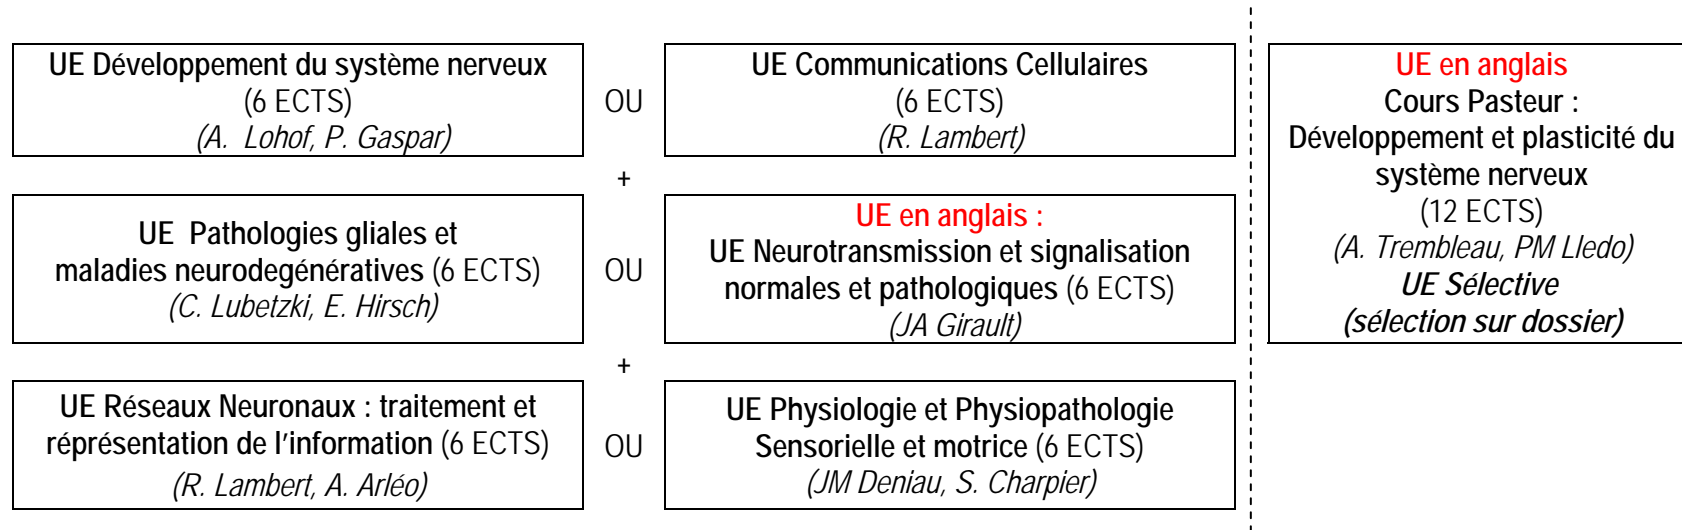 UE Développement du système nerveux
(6 ECTS)
(A. Lohof, P. Gaspar)
OU
UE Communications Cellulaires
(6 ECTS)
(R. Lambert)
+
UE Pathologies gliales et
maladies neurodegénératives (6 ECTS)
(C. Lubetzki, E. Hirsch)
OU
UE en anglais :
UE Neurotransmission et signalisation
normales et pathologiques (6 ECTS)
(JA Girault)
+
UE Réseaux Neuronaux : traitement et
réprésentation de l'information (6 ECTS)
(R. Lambert, A. Arléo)
OU
UE Physiologie et Physiopathologie
Sensorielle et motrice (6 ECTS)
(JM Deniau, S. Charpier)
UE en anglais
Cours Pasteur :
Développement et plasticité du
système nerveux
(12 ECTS)
(A. Trembleau, PM Lledo)
UE Sélective
(sélection sur dossier)